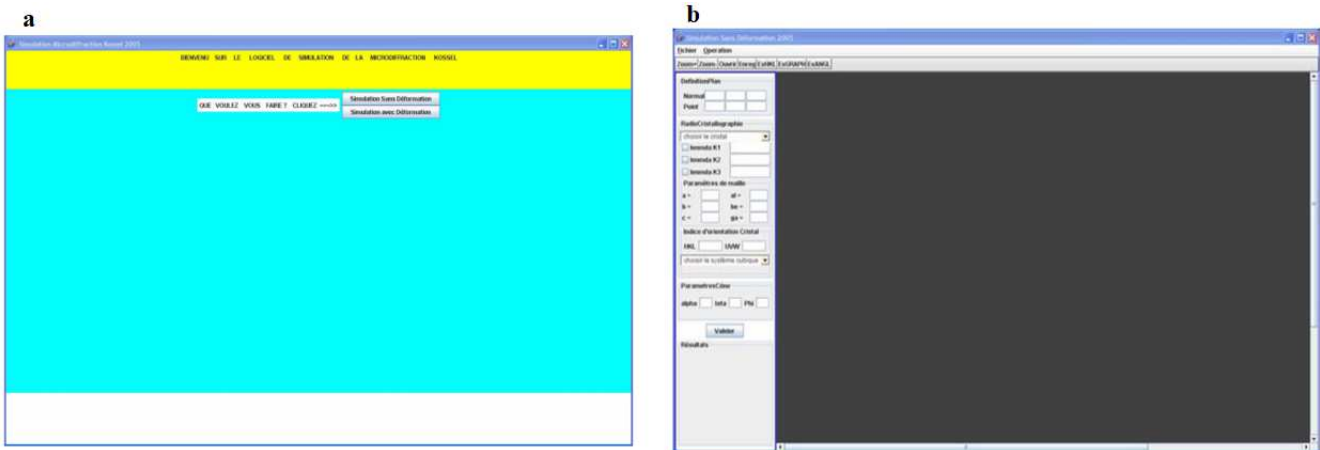 a
Simulation Microdiffraction Kossel 2005
BIENVENU SUR LE LOGICIEL DE SIMULATION DE LA MICRODIFFRACTION KOSSEL
QUE VOULEZ VOUS FAIRE ? CLIQUEZ ==>>
Simulation Sans Déformation
Simulation avec Déformation
b
Simulation Sans Déformation 2005
Fichier Operation
Zoom+ Zoom- Ouvrir Enreg ExHKL ExGRAPH ExANGL
DefinitionPlan
Normal
Point
RadioCristallographie
choisir le cristal
lamnda K1
lamnda K2
lamnda K3
Paramètres de maille
a = al =
b = be =
c = ga =
Indice d'orientation Cristal
HKL UVW
choisir le système cubique
ParametresCône
alpha teta Phi
Valider
Résultats